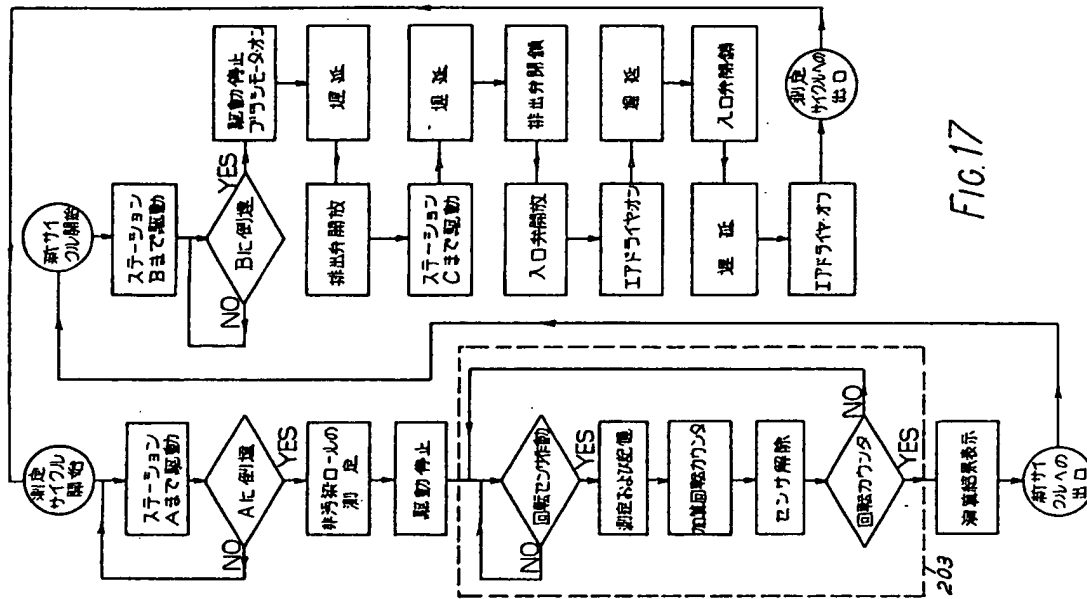 測定
サイクル
開始
ステーション
Aまで駆動
Aに倒達
NO
YES
非汚染ロールの
測　定
駆動停止
回転センサ作動
NO
YES
測定および記憶
加算回転カウンタ
センサ解除
回転カウンタ
NO
YES
203
演算結果表示
新サイ
クルへの
出口
新サイ
クル開始
ステーション
Bまで駆動
Bに倒達
NO
YES
駆動停止
ブラシモータ・オン
遅延
排出弁開放
ステーション
Cまで駆動
遅延
排出弁閉鎖
入口弁開放
エアドライヤ・オン
遅延
入口弁閉鎖
遅延
エアドライヤ・オフ
測定
サイクルへの
出口
FIG.17